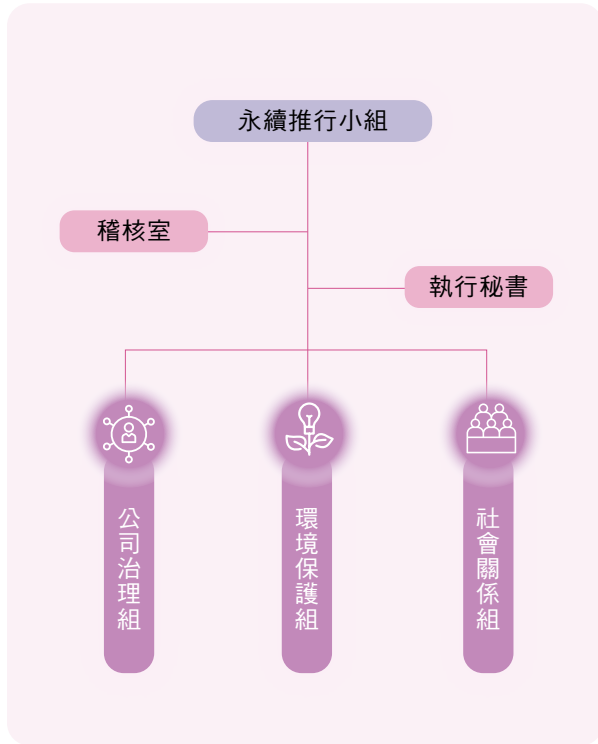 永續推行小組
稽核室
執行秘書
公司治理組
環境保護組
社會關係組